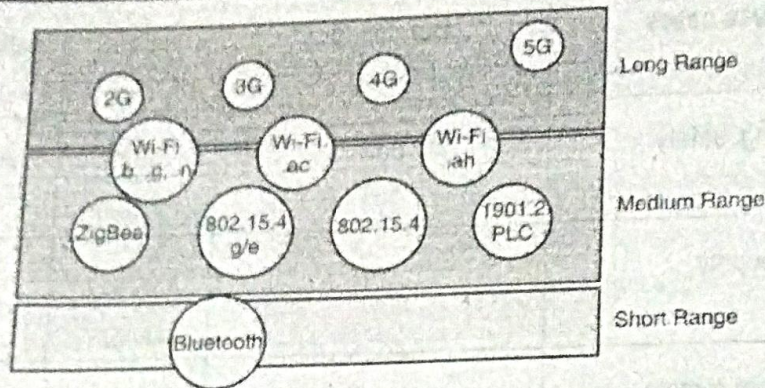 5G
Long Range
2G
3G
4G
Wi-Fi
.b, .g, .n
Wi-Fi
.ac
Wi-Fi
.ah
Medium Range
ZigBee
802.15.4
g/e
802.15.4
1901.2
PLC
Short Range
Bluetooth